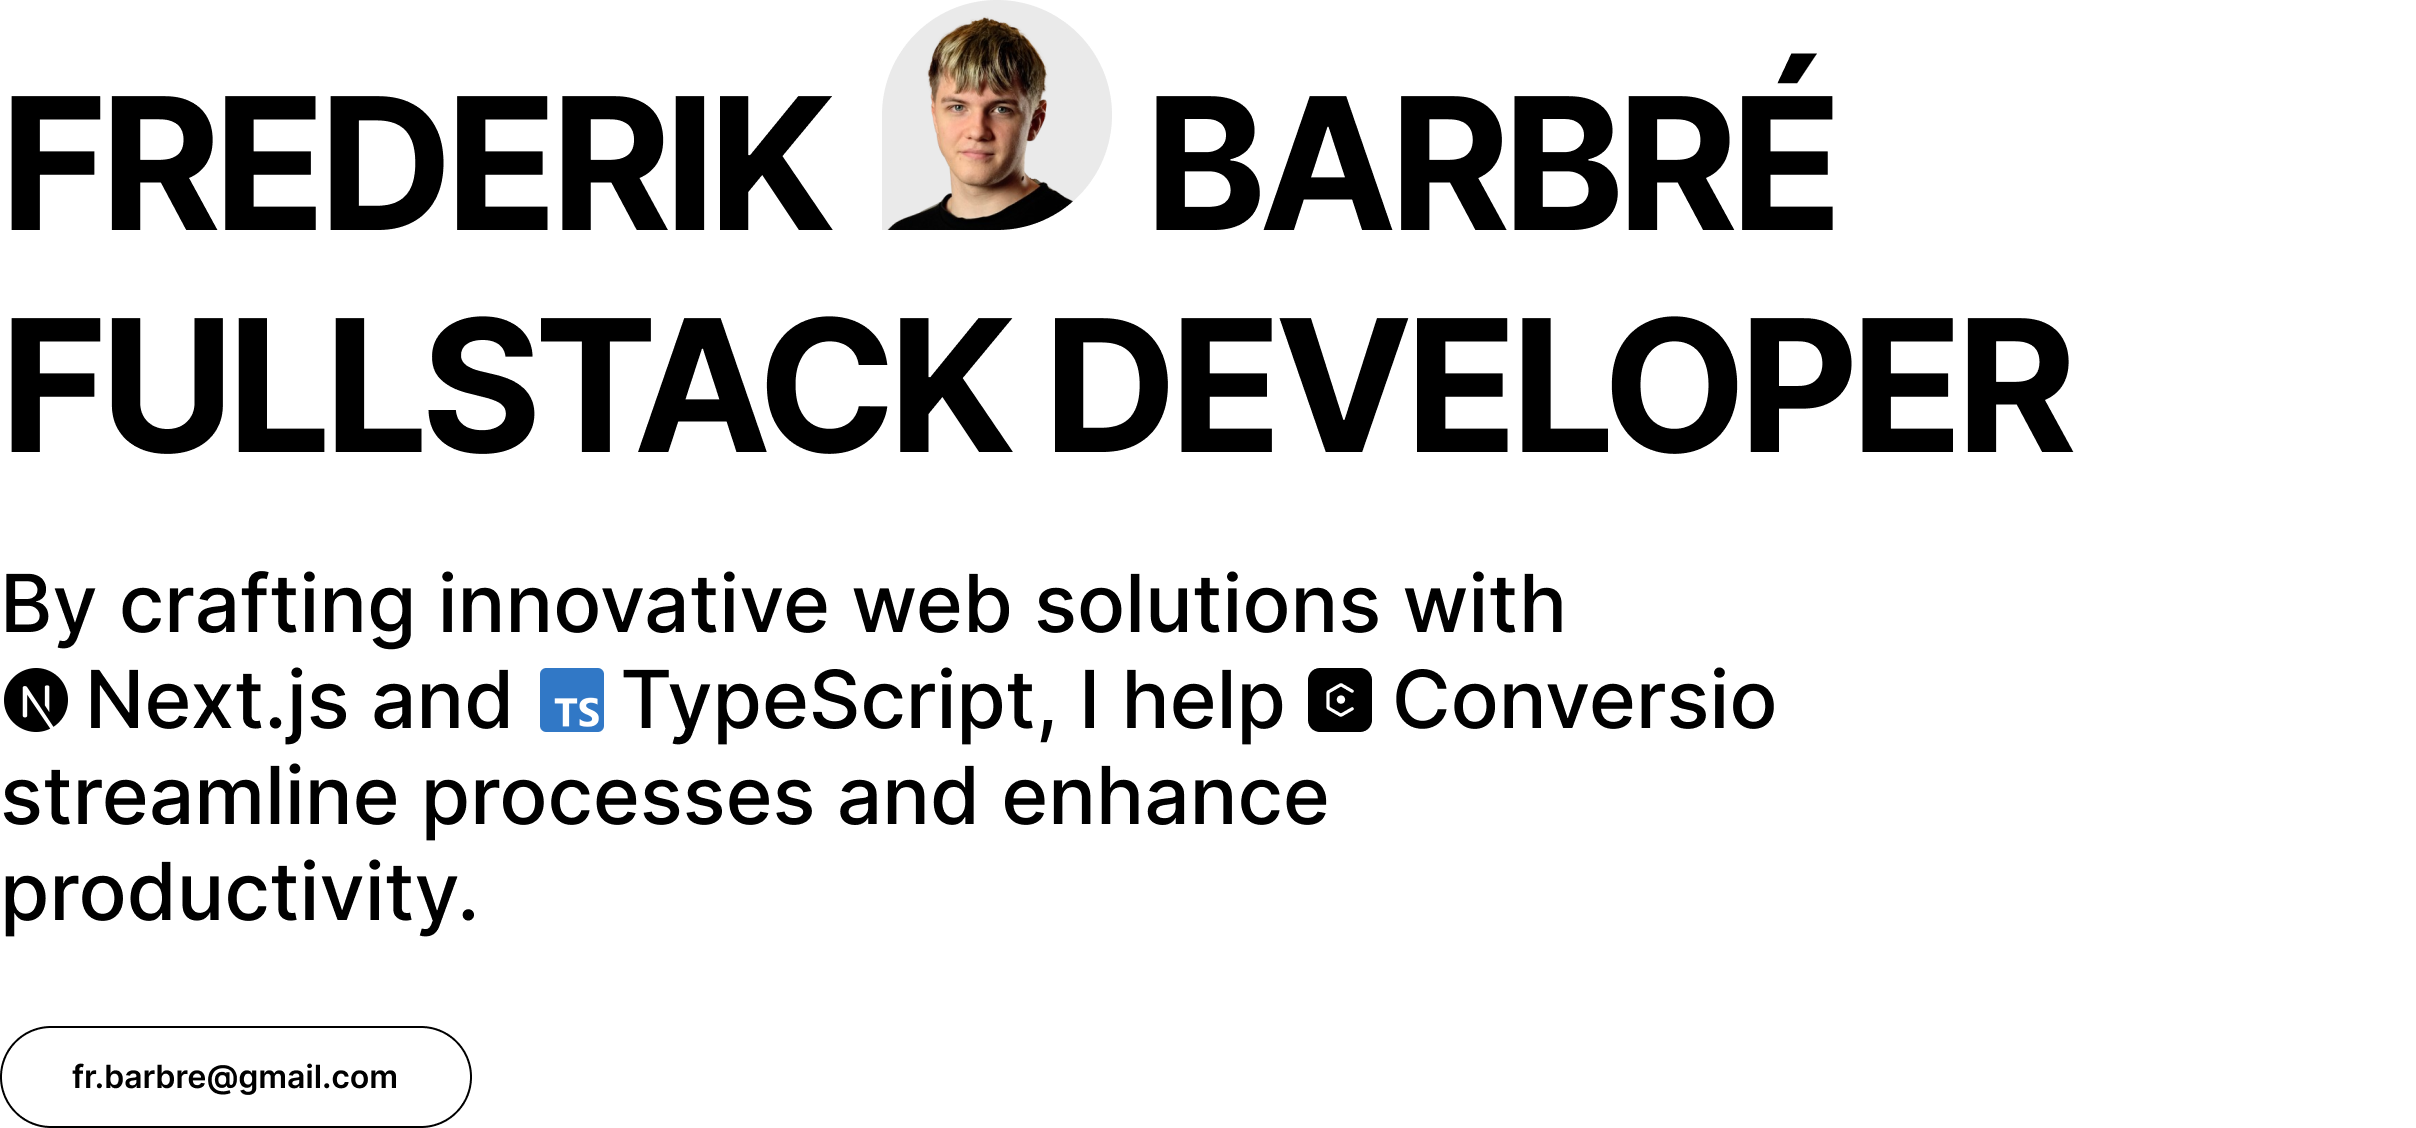 FREDERIK BARBRÉ
FULLSTACK DEVELOPER
By crafting innovative web solutions with
N Next.js and TS TypeScript, I help C Conversio
streamline processes and enhance
productivity.
fr.barbre@gmail.com